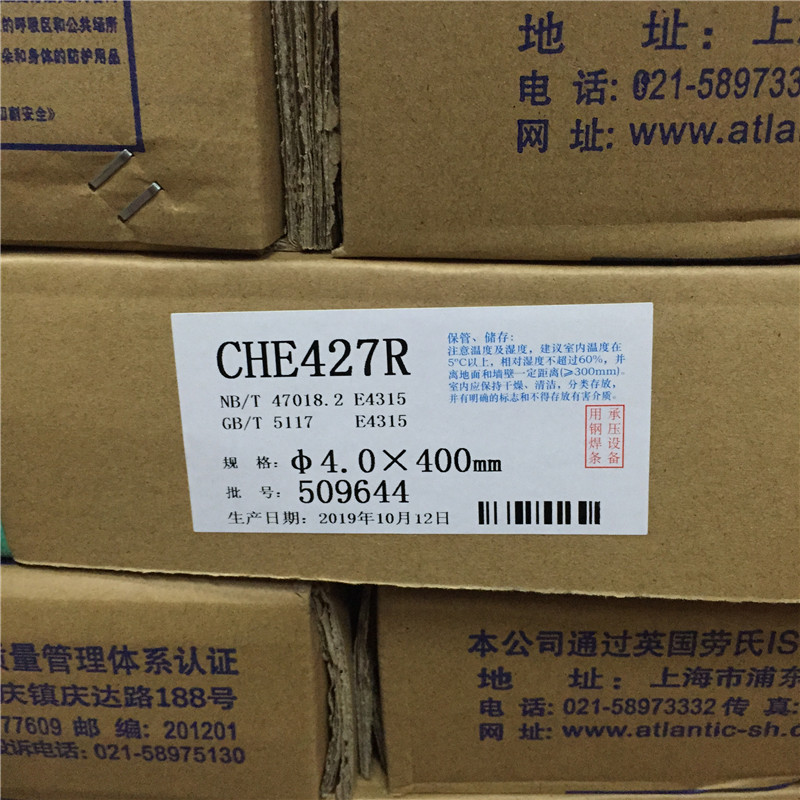 的呼吸区和公共场所
朵和身体的防护用品
切割安全》
地 址: 上海
电 话: 021-5897333
网 址: www.atlantic
CHE427R
NB/T 47018.2 E4315
GB/T 5117 E4315
规 格: ф4.0×400mm
批 号: 509644
生产日期: 2019年10月12日
保管、储存:
注意温度及湿度，建议室内温度在
5℃以上，相对湿度不超过60%，并
离地面和墙壁一定距离(≥300mm)。
室内应保持干燥、清洁，分类存放，
并有明确的标志和不得存放有害介质。
承压设备
用钢焊条
质量管理体系认证
庆镇庆达路188号
77609 邮 编: 201201
投诉电话: 021-58975130
本公司通过英国劳氏IS
地 址: 上海市浦东
电 话: 021-58973332 传 真:
网 址: www.atlantic-sh.c